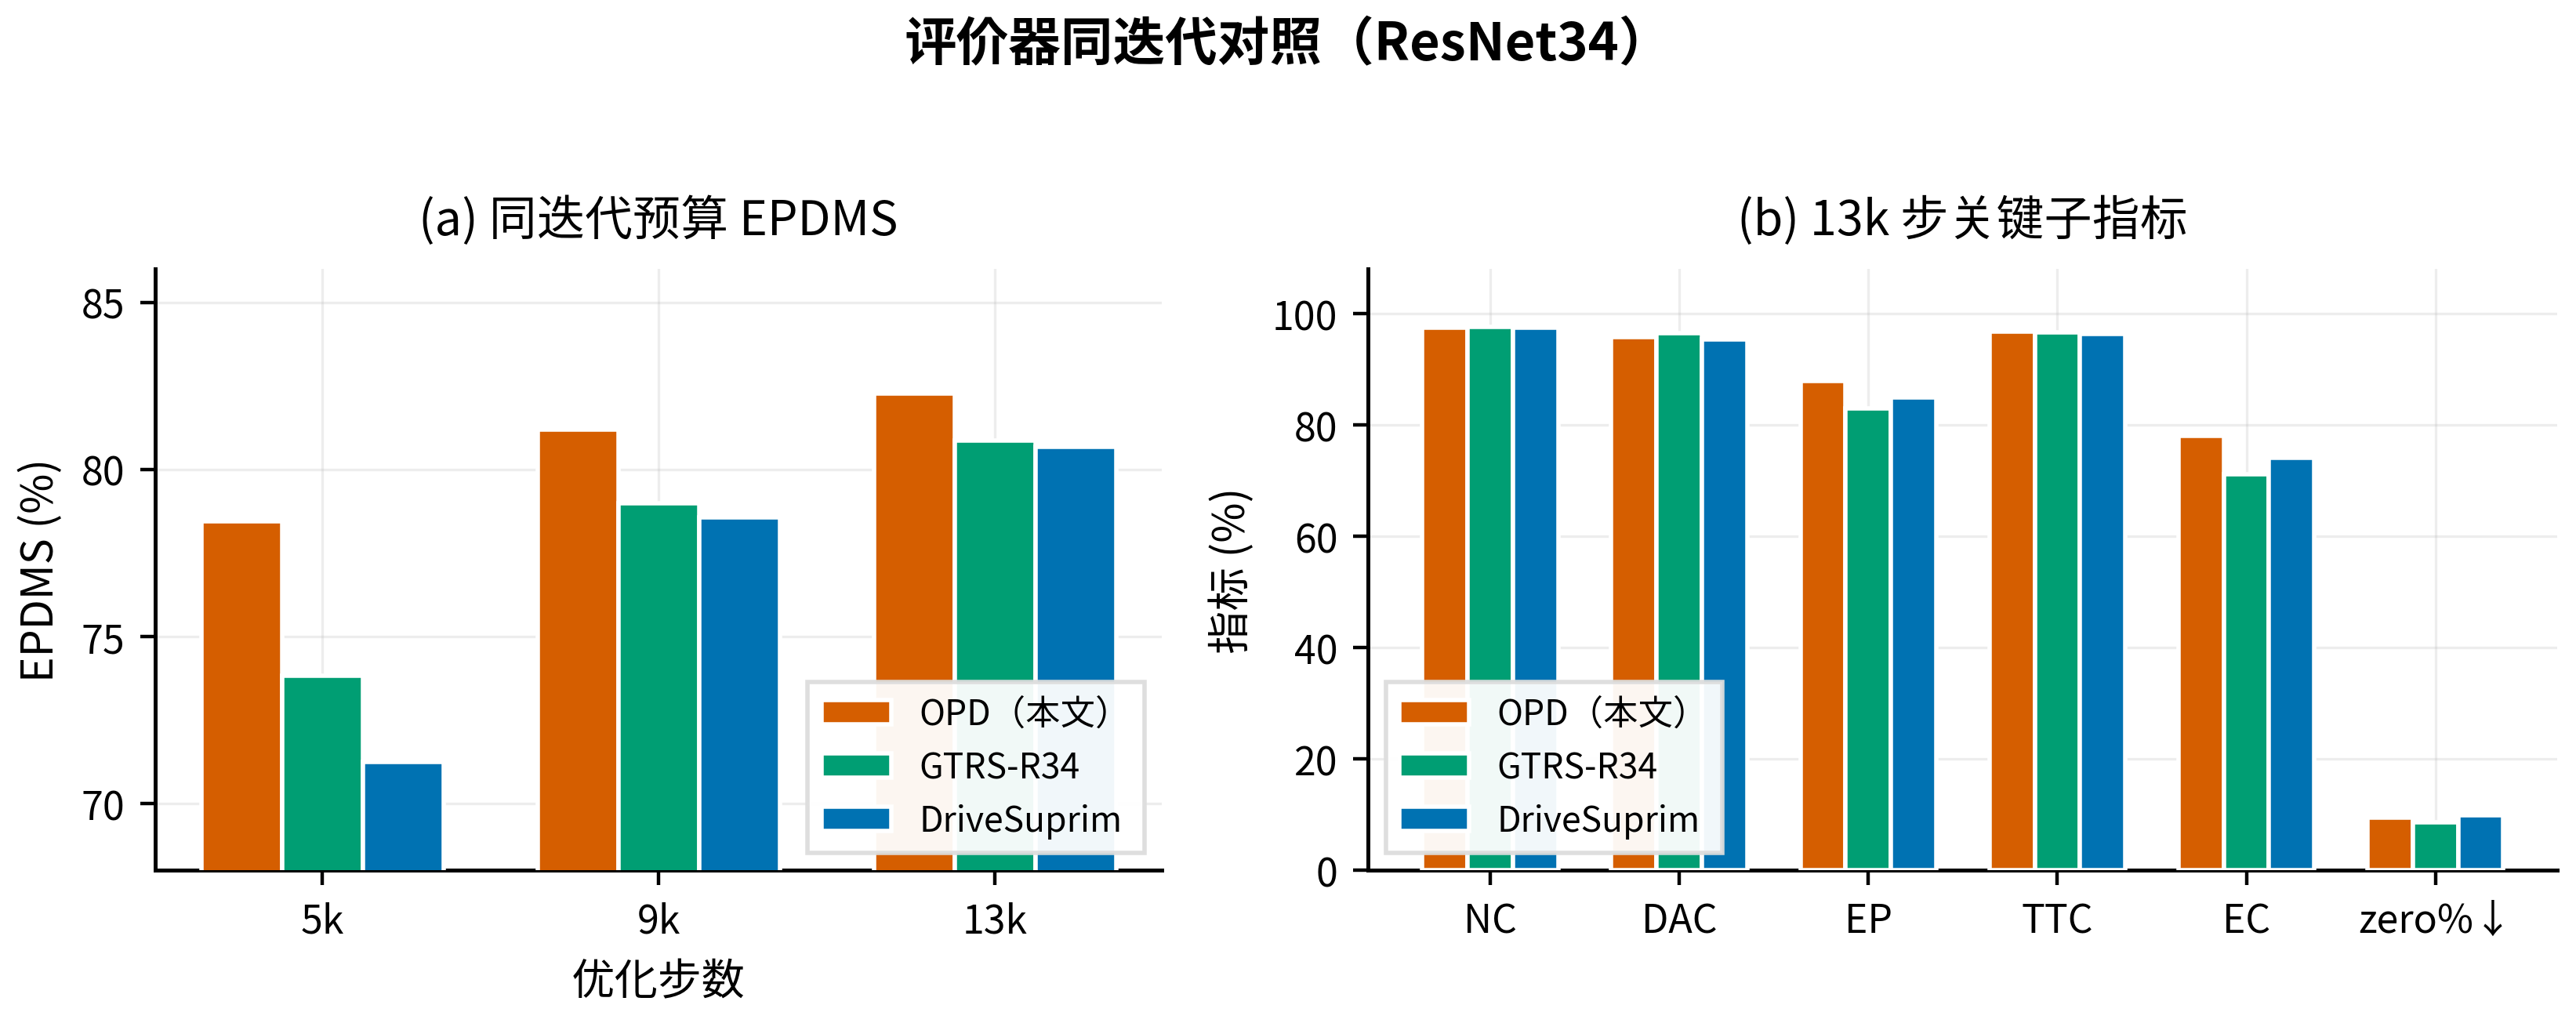 评价器同迭代对照（ResNet34）
(a) 同迭代预算 EPDMS
EPDMS (%)
85
80
75
70
5k
9k
13k
优化步数
OPD（本文）
GTRS-R34
DriveSuprim
(b) 13k 步关键子指标
指标 (%)
100
80
60
40
20
0
NC
DAC
EP
TTC
EC
zero%↓
OPD（本文）
GTRS-R34
DriveSuprim